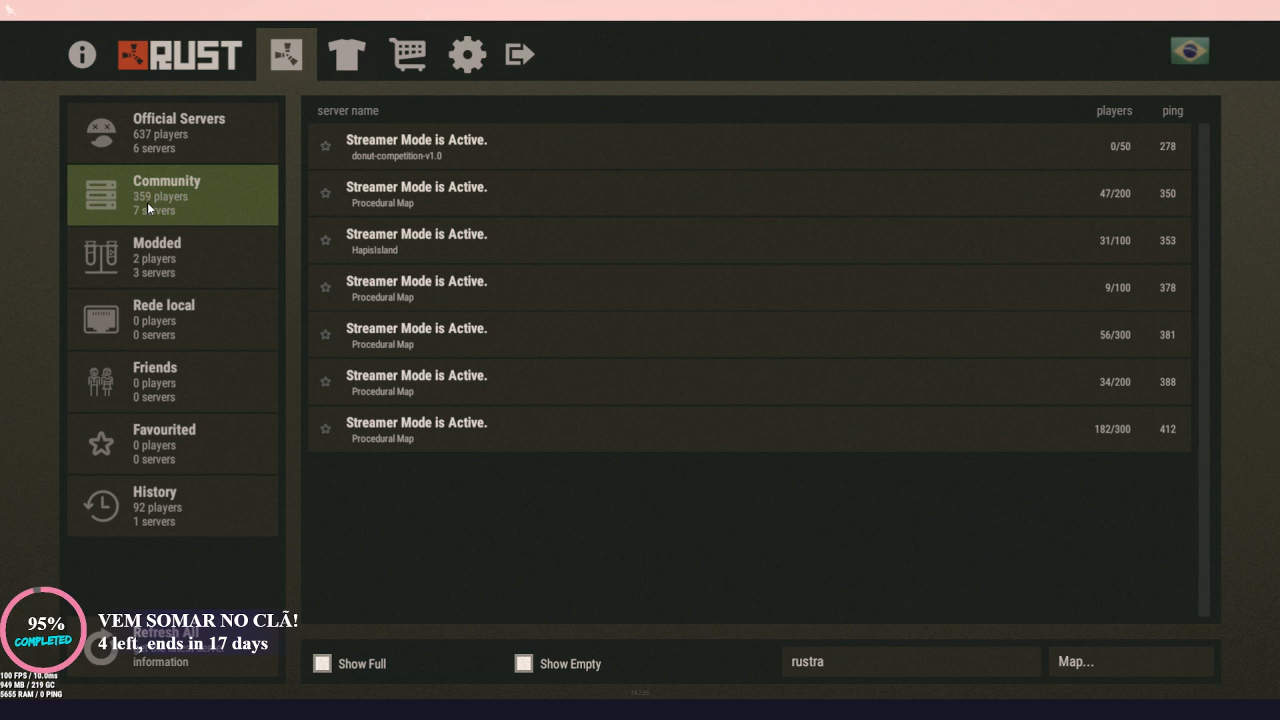 RUST
Official Servers
637 players
6 servers
Community
359 players
7 servers
Modded
2 players
3 servers
Rede local
0 players
0 servers
Friends
0 players
0 servers
Favourited
0 players
0 servers
History
92 players
1 servers
Refresh All
information
95%
COMPLETED
VEM SOMAR NO CLÃ!
4 left, ends in 17 days
100 FPS / 10.0ms
949 MB / 219 GC
5655 RAM / 0 PING
server name players ping
Streamer Mode is Active.
donut-competition-v1.0
0/50 278
Streamer Mode is Active.
Procedural Map
47/200 350
Streamer Mode is Active.
HapisIsland
31/100 353
Streamer Mode is Active.
Procedural Map
9/100 378
Streamer Mode is Active.
Procedural Map
56/300 381
Streamer Mode is Active.
Procedural Map
34/200 388
Streamer Mode is Active.
Procedural Map
182/300 412
Show Full Show Empty rustra Map...